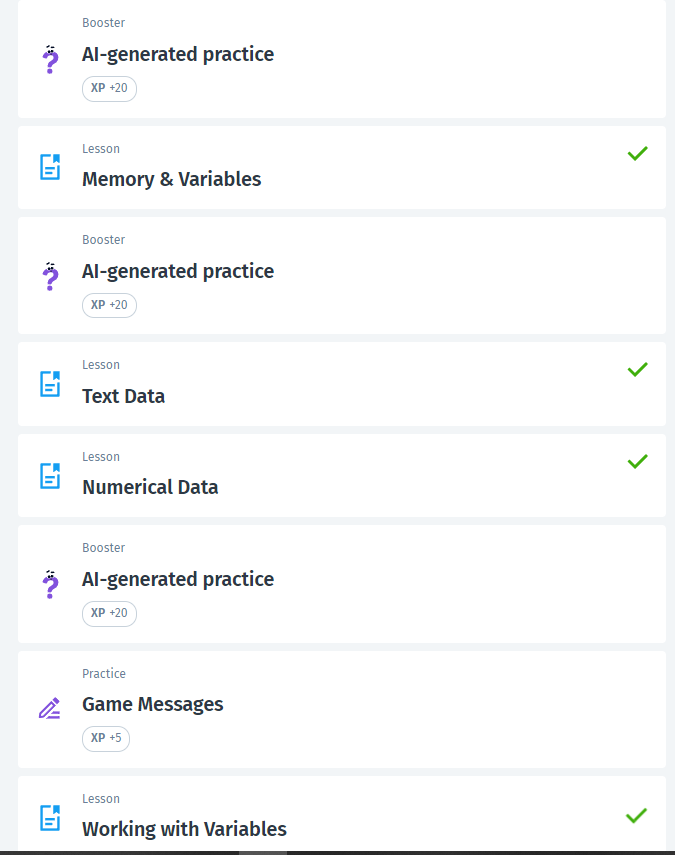 Booster
AI-generated practice
XP +20
Lesson
Memory & Variables
Booster
AI-generated practice
XP +20
Lesson
Text Data
Lesson
Numerical Data
Booster
AI-generated practice
XP +20
Practice
Game Messages
XP +5
Lesson
Working with Variables